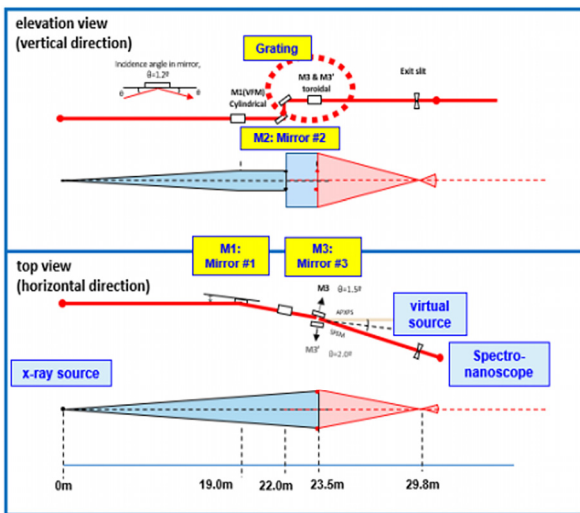 elevation view
(vertical direction)
Grating
Incidence angle in mirror,
θ=1.2º
θ
θ
M1(VFM)
Cylindrical
M3 & M3'
toroidal
Exit slit
M2: Mirror #2
M1:
Mirror #1
M3:
Mirror #3
top view
(horizontal direction)
M3
θ=1.5º
APXPS
SPEM
M3'
θ=2.0º
virtual
source
Spectro-
nanoscope
x-ray source
0m
19.0m
22.0m
23.5m
29.8m